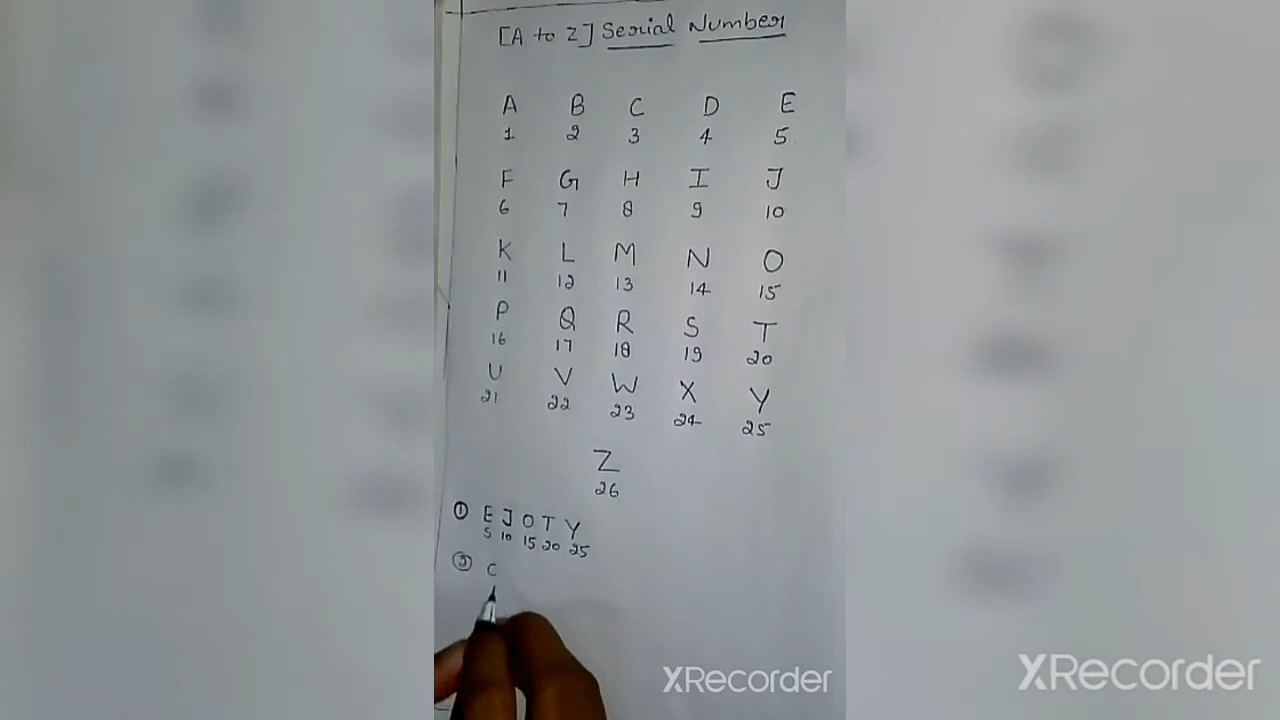 [A to Z] Serial Number
A B C D E
1 2 3 4 5
F G H I J
6 7 8 9 10
K L M N O
11 12 13 14 15
P Q R S T
16 17 18 19 20
U V W X Y
21 22 23 24 25
Z
26
① E J O T Y
5 10 15 20 25
② C
XRecorder
XRecorder